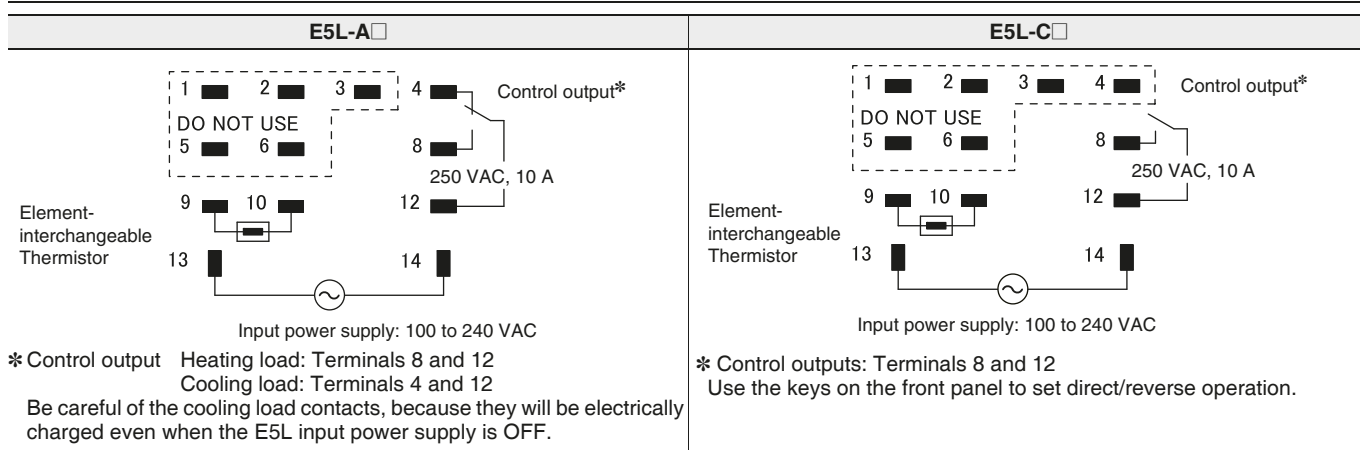 E5L-A□
1 2 3 4 Control output*
DO NOT USE
5 6 8
250 VAC, 10 A
9 10 12
Element-
interchangeable
Thermistor
13 14
Input power supply: 100 to 240 VAC
* Control output Heating load: Terminals 8 and 12
Cooling load: Terminals 4 and 12
Be careful of the cooling load contacts, because they will be electrically
charged even when the E5L input power supply is OFF.
E5L-C□
1 2 3 4 Control output*
DO NOT USE
5 6 8
250 VAC, 10 A
9 10 12
Element-
interchangeable
Thermistor
13 14
Input power supply: 100 to 240 VAC
* Control outputs: Terminals 8 and 12
Use the keys on the front panel to set direct/reverse operation.